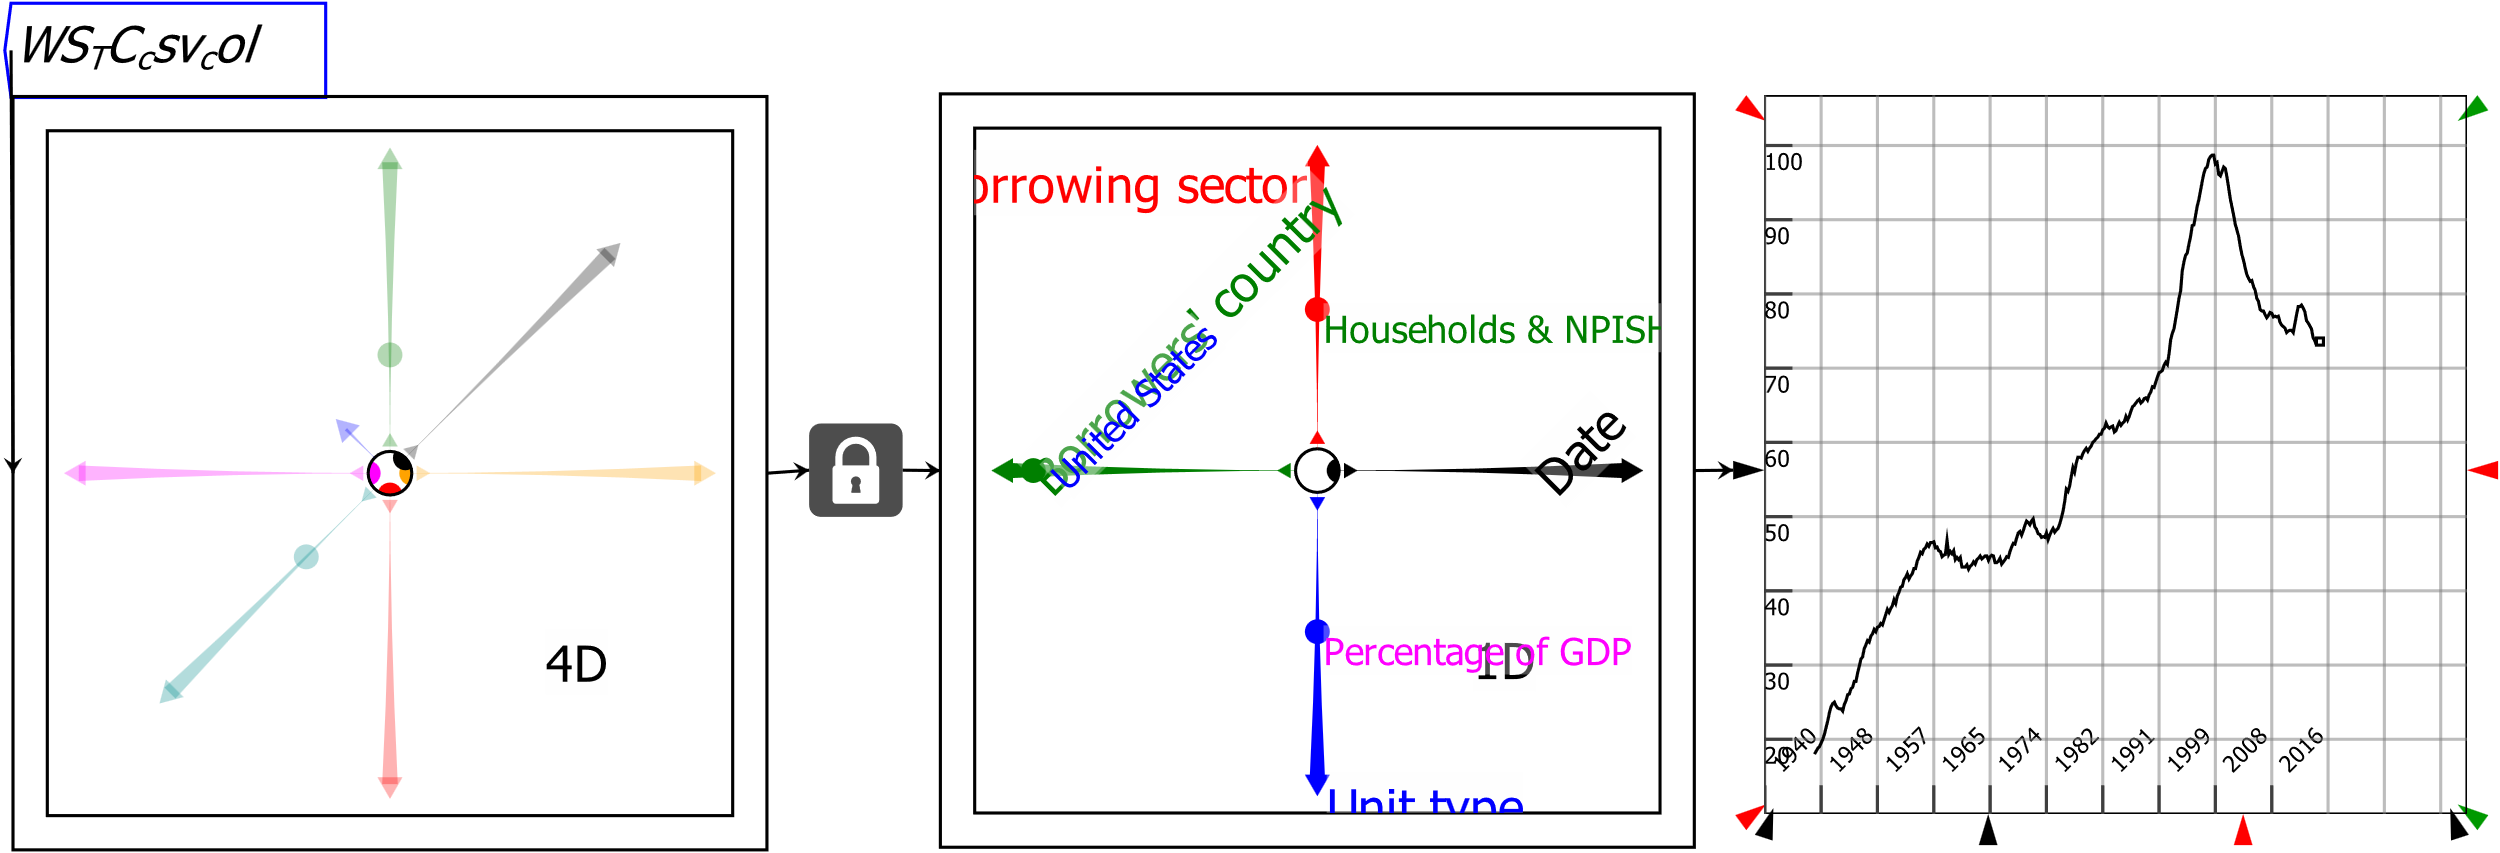 WS_TC_csv_col
4D
orrowing sector
Borrowers' country
United states
Households & NPISH
Date
Percentage of GDP
1D
Unit type
100
90
80
70
60
50
40
30
20
1940
1948
1957
1965
1974
1982
1991
1999
2008
2016